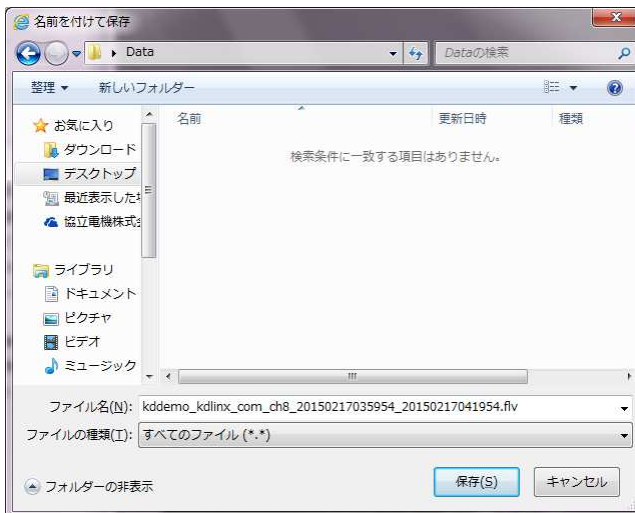 名前を付けて保存
Data
Dataの検索
整理
新しいフォルダー
名前
更新日時
種類
検索条件に一致する項目はありません。
お気に入り
ダウンロード
デスクトップ
最近表示した
協立電機株式
ライブラリ
ドキュメント
ピクチャ
ビデオ
ミュージック
ファイル名(N): kddemo_kdlinx_com_ch8_20150217035954_20150217041954.flv
ファイルの種類(T): すべてのファイル (*.*)
フォルダーの非表示
保存(S)
キャンセル